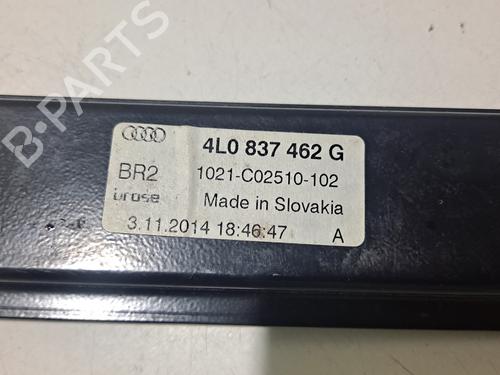 B-PARTS
4L0 837 462 G
BR2 1021-C02510-102
brose Made in Slovakia
3.11.2014 18:46:47 A